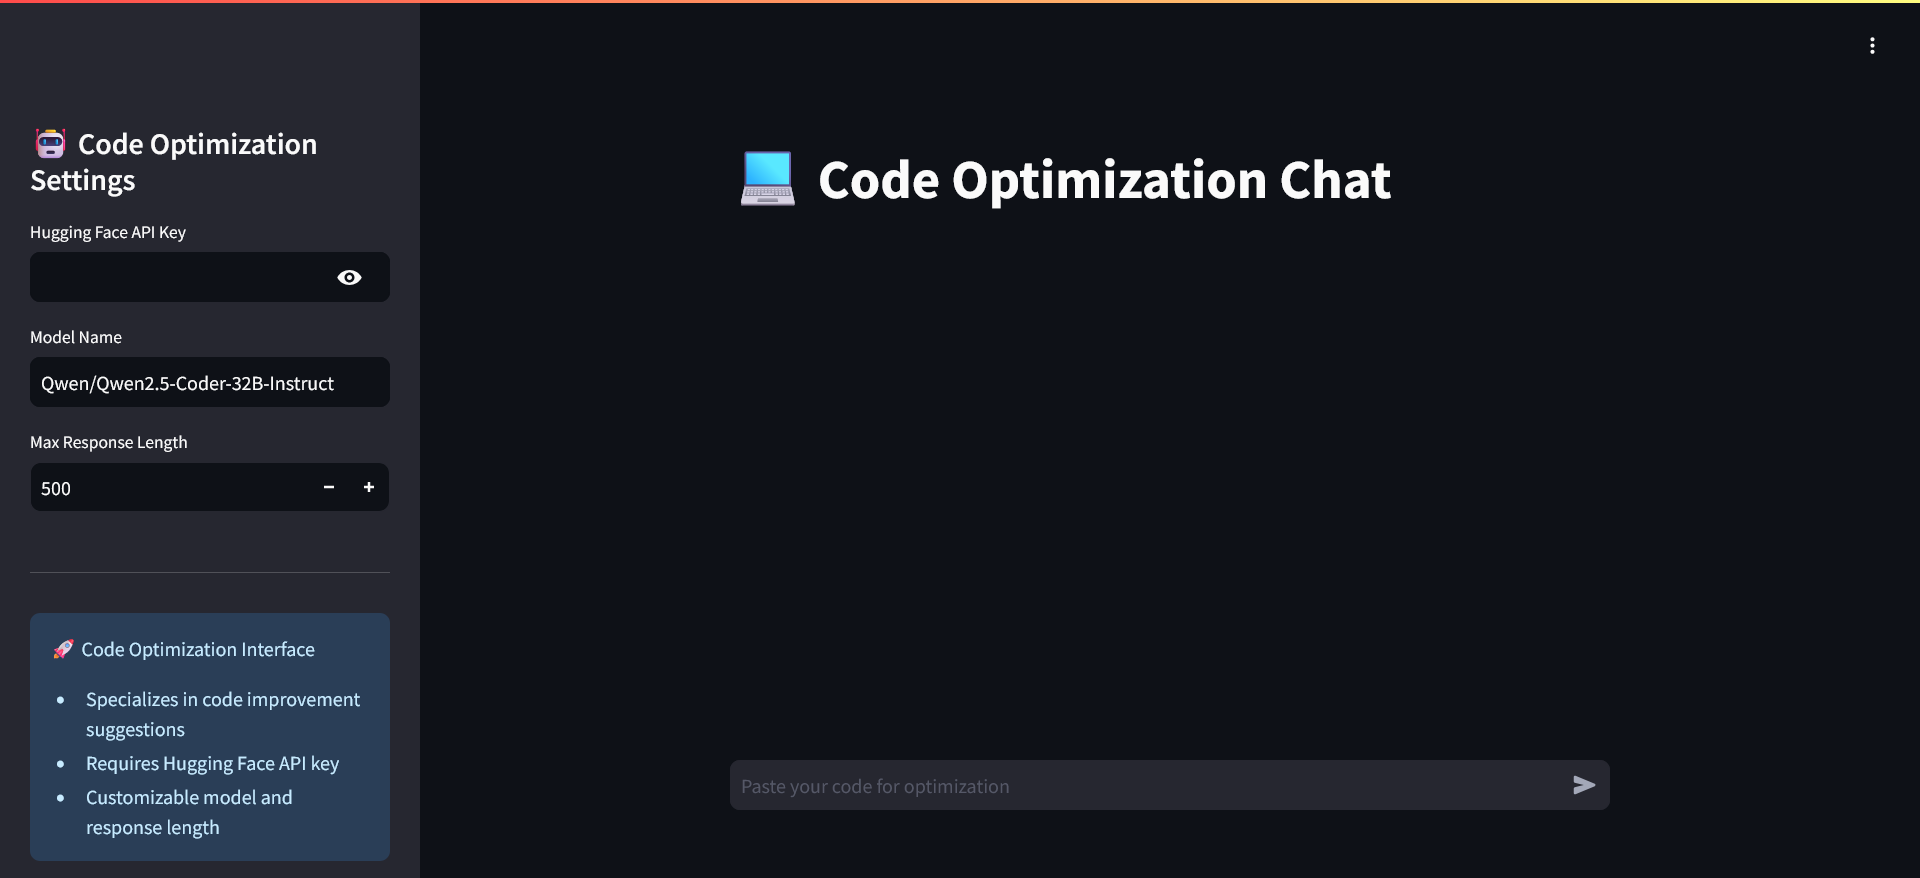 Code Optimization
Settings
Hugging Face API Key
Model Name
Qwen/Qwen2.5-Coder-32B-Instruct
Max Response Length
500
Code Optimization Interface
Specializes in code improvement
suggestions
Requires Hugging Face API key
Customizable model and
response length
Code Optimization Chat
Paste your code for optimization